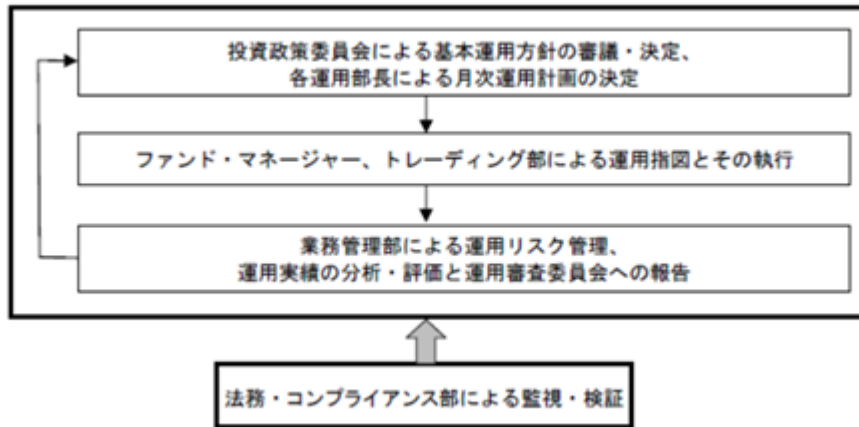 投資政策委員会による基本運用方針の審議・決定、
各運用部長による月次運用計画の決定
ファンド・マネージャー、トレーディング部による運用指図とその執行
業務管理部による運用リスク管理、
運用実績の分析・評価と運用審査委員会への報告
法務・コンプライアンス部による監視・検証